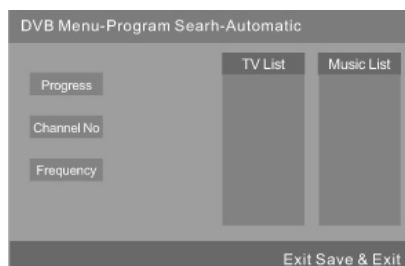 DVB Menu-Program Searh-Automatic
TV List Music List
Progress
Channel No
Frequency
Exit Save & Exit